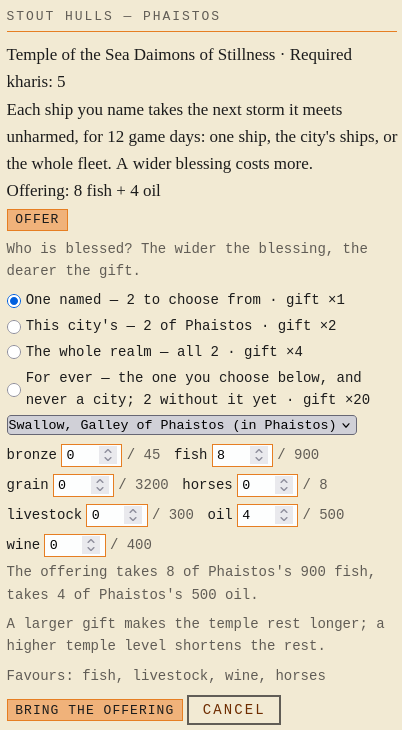 STOUT HULLS — PHAISTOS
Temple of the Sea Daimons of Stillness · Required
kharis: 5
Each ship you name takes the next storm it meets
unharmed, for 12 game days: one ship, the city's ships, or
the whole fleet. A wider blessing costs more.
Offering: 8 fish + 4 oil
OFFER
Who is blessed? The wider the blessing, the
dearer the gift.
One named — 2 to choose from · gift ×1
This city's — 2 of Phaistos · gift ×2
The whole realm — all 2 · gift ×4
For ever — the one you choose below, and
never a city; 2 without it yet · gift ×20
Swallow, Galley of Phaistos (in Phaistos)
bronze 0 / 45 fish 8 / 900
grain 0 / 3200 horses 0 / 8
livestock 0 / 300 oil 4 / 500
wine 0 / 400
The offering takes 8 of Phaistos's 900 fish,
takes 4 of Phaistos's 500 oil.
A larger gift makes the temple rest longer; a
higher temple level shortens the rest.
Favours: fish, livestock, wine, horses
BRING THE OFFERING CANCEL